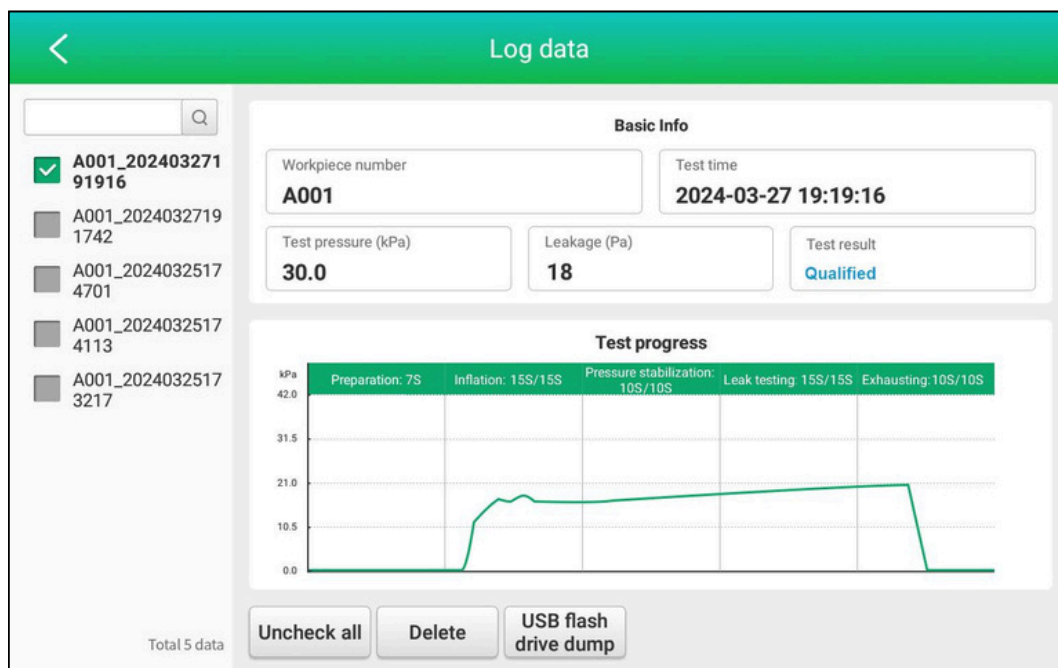 Log data
A001_202403271
91916
A001_2024032719
1742
A001_2024032517
4701
A001_2024032517
4113
A001_2024032517
3217
Total 5 data
Basic Info
Workpiece number
A001
Test time
2024-03-27 19:19:16
Test pressure (kPa)
30.0
Leakage (Pa)
18
Test result
Qualified
Test progress
kPa
Preparation: 7S
Inflation: 15S/15S
Pressure stabilization:
10S/10S
Leak testing: 15S/15S
Exhausting:10S/10S
42.0
31.5
21.0
10.5
0.0
Uncheck all
Delete
USB flash
drive dump